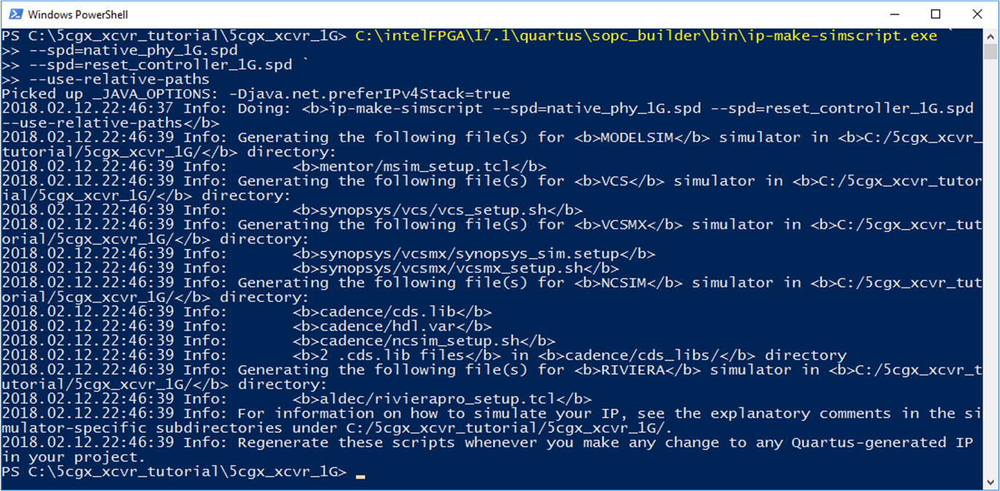 Windows PowerShell
PS C:\5cgx_xcvr_tutorial\5cgx_xcvr_1G> C:\intelFPGA\17.1\quartus\sopc_builder\bin\ip-make-simscript.exe `
>> --spd=native_phy_1G.spd `
>> --spd=reset_controller_1G.spd `
>> --use-relative-paths
Picked up _JAVA_OPTIONS: -Djava.net.preferIPv4Stack=true
2018.02.12.22:46:37 Info: Doing: <b>ip-make-simscript --spd=native_phy_1G.spd --spd=reset_controller_1G.spd
--use-relative-paths</b>
2018.02.12.22:46:39 Info: Generating the following file(s) for <b>MODELSIM</b> simulator in <b>C:/5cgx_xcvr_
tutorial/5cgx_xcvr_1G/</b> directory:
2018.02.12.22:46:39 Info:       <b>mentor/msim_setup.tcl</b>
2018.02.12.22:46:39 Info: Generating the following file(s) for <b>VCS</b> simulator in <b>C:/5cgx_xcvr_tutor
ial/5cgx_xcvr_1G/</b> directory:
2018.02.12.22:46:39 Info:       <b>synopsys/vcs/vcs_setup.sh</b>
2018.02.12.22:46:39 Info: Generating the following file(s) for <b>VCSMX</b> simulator in <b>C:/5cgx_xcvr_tut
orial/5cgx_xcvr_1G/</b> directory:
2018.02.12.22:46:39 Info:       <b>synopsys/vcsmx/synopsys_sim.setup</b>
2018.02.12.22:46:39 Info:       <b>synopsys/vcsmx/vcsmx_setup.sh</b>
2018.02.12.22:46:39 Info: Generating the following file(s) for <b>NCSIM</b> simulator in <b>C:/5cgx_xcvr_tut
orial/5cgx_xcvr_1G/</b> directory:
2018.02.12.22:46:39 Info:       <b>cadence/cds.lib</b>
2018.02.12.22:46:39 Info:       <b>cadence/hdl.var</b>
2018.02.12.22:46:39 Info:       <b>cadence/ncsim_setup.sh</b>
2018.02.12.22:46:39 Info:       <b>2 .cds.lib files</b> in <b>cadence/cds_libs/</b> directory
2018.02.12.22:46:39 Info: Generating the following file(s) for <b>RIVIERA</b> simulator in <b>C:/5cgx_xcvr_t
utorial/5cgx_xcvr_1G/</b> directory:
2018.02.12.22:46:39 Info:       <b>aldec/rivierapro_setup.tcl</b>
2018.02.12.22:46:39 Info: For information on how to simulate your IP, see the explanatory comments in the si
mulator-specific subdirectories under C:/5cgx_xcvr_tutorial/5cgx_xcvr_1G/.
2018.02.12.22:46:39 Info: Regenerate these scripts whenever you make any change to any Quartus-generated IP
in your project.
PS C:\5cgx_xcvr_tutorial\5cgx_xcvr_1G> _